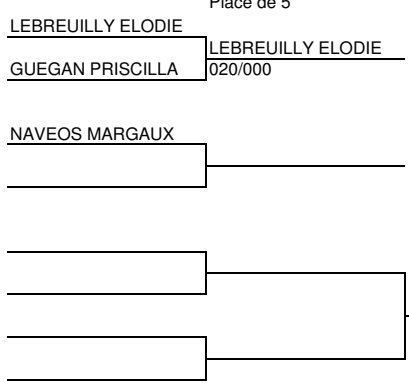 Place de 5
LEBREUILLY ELODIE
LEBREUILLY ELODIE
GUEGAN PRISCILLA
020/000
NAVEOS MARGAUX